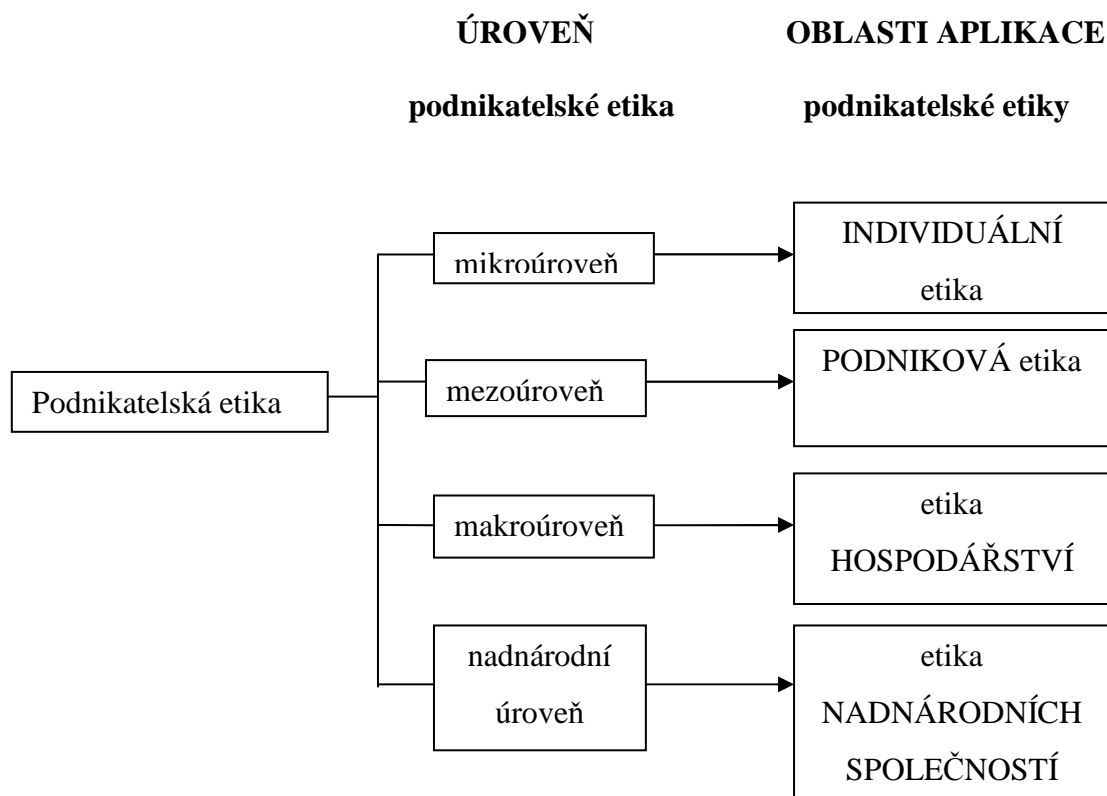 ÚROVEŇ OBLASTI APLIKACE
podnikatelské etika podnikatelské etiky
INDIVIDUÁLNÍ
etika
mikroúroveň
PODNIKOVÁ etika
mezoúroveň
Podnikatelská etika
etika
HOSPODÁŘSTVÍ
makroúroveň
nadnárodní
úroveň
etika
NADNÁRODNÍCH
SPOLEČNOSTÍ